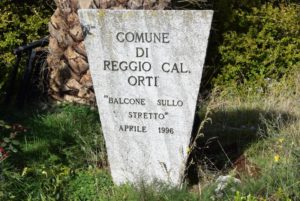 COMUNE
DI
REGGIO CAL.
ORTI
"BALCONE SULLO
STRETTO"
APRILE 1996